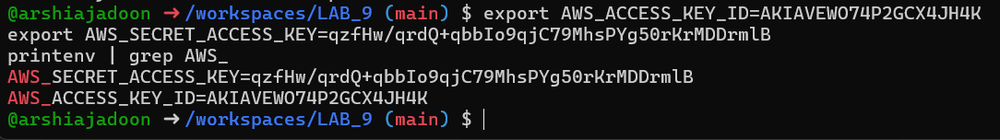 @arshiajadoon → /workspaces/LAB_9 (main) $ export AWS_ACCESS_KEY_ID=AKIAVEWO74P2GCX4JH4K
export AWS_SECRET_ACCESS_KEY=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
printenv | grep AWS_
AWS_SECRET_ACCESS_KEY=qzfHw/qrdQ+qbbIo9qjC79MhsPYg50rKrMDDrmlB
AWS_ACCESS_KEY_ID=AKIAVEWO74P2GCX4JH4K
@arshiajadoon → /workspaces/LAB_9 (main) $